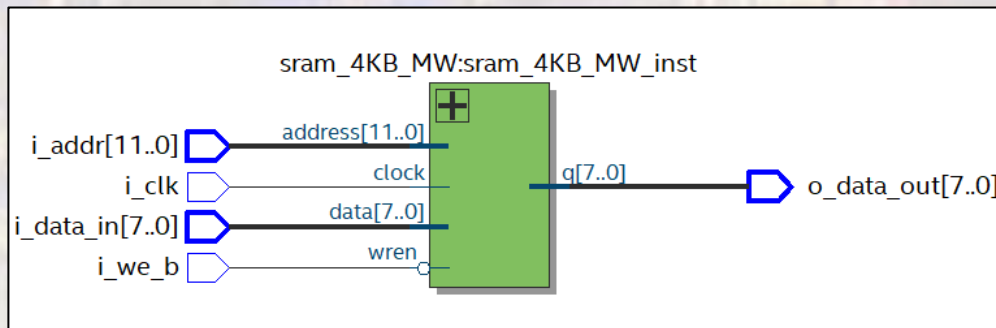 sram_4KB_MW:sram_4KB_MW_inst
i_addr[11..0] address[11..0]
i_clk clock q[7..0] o_data_out[7..0]
i_data_in[7..0] data[7..0]
i_we_b wren